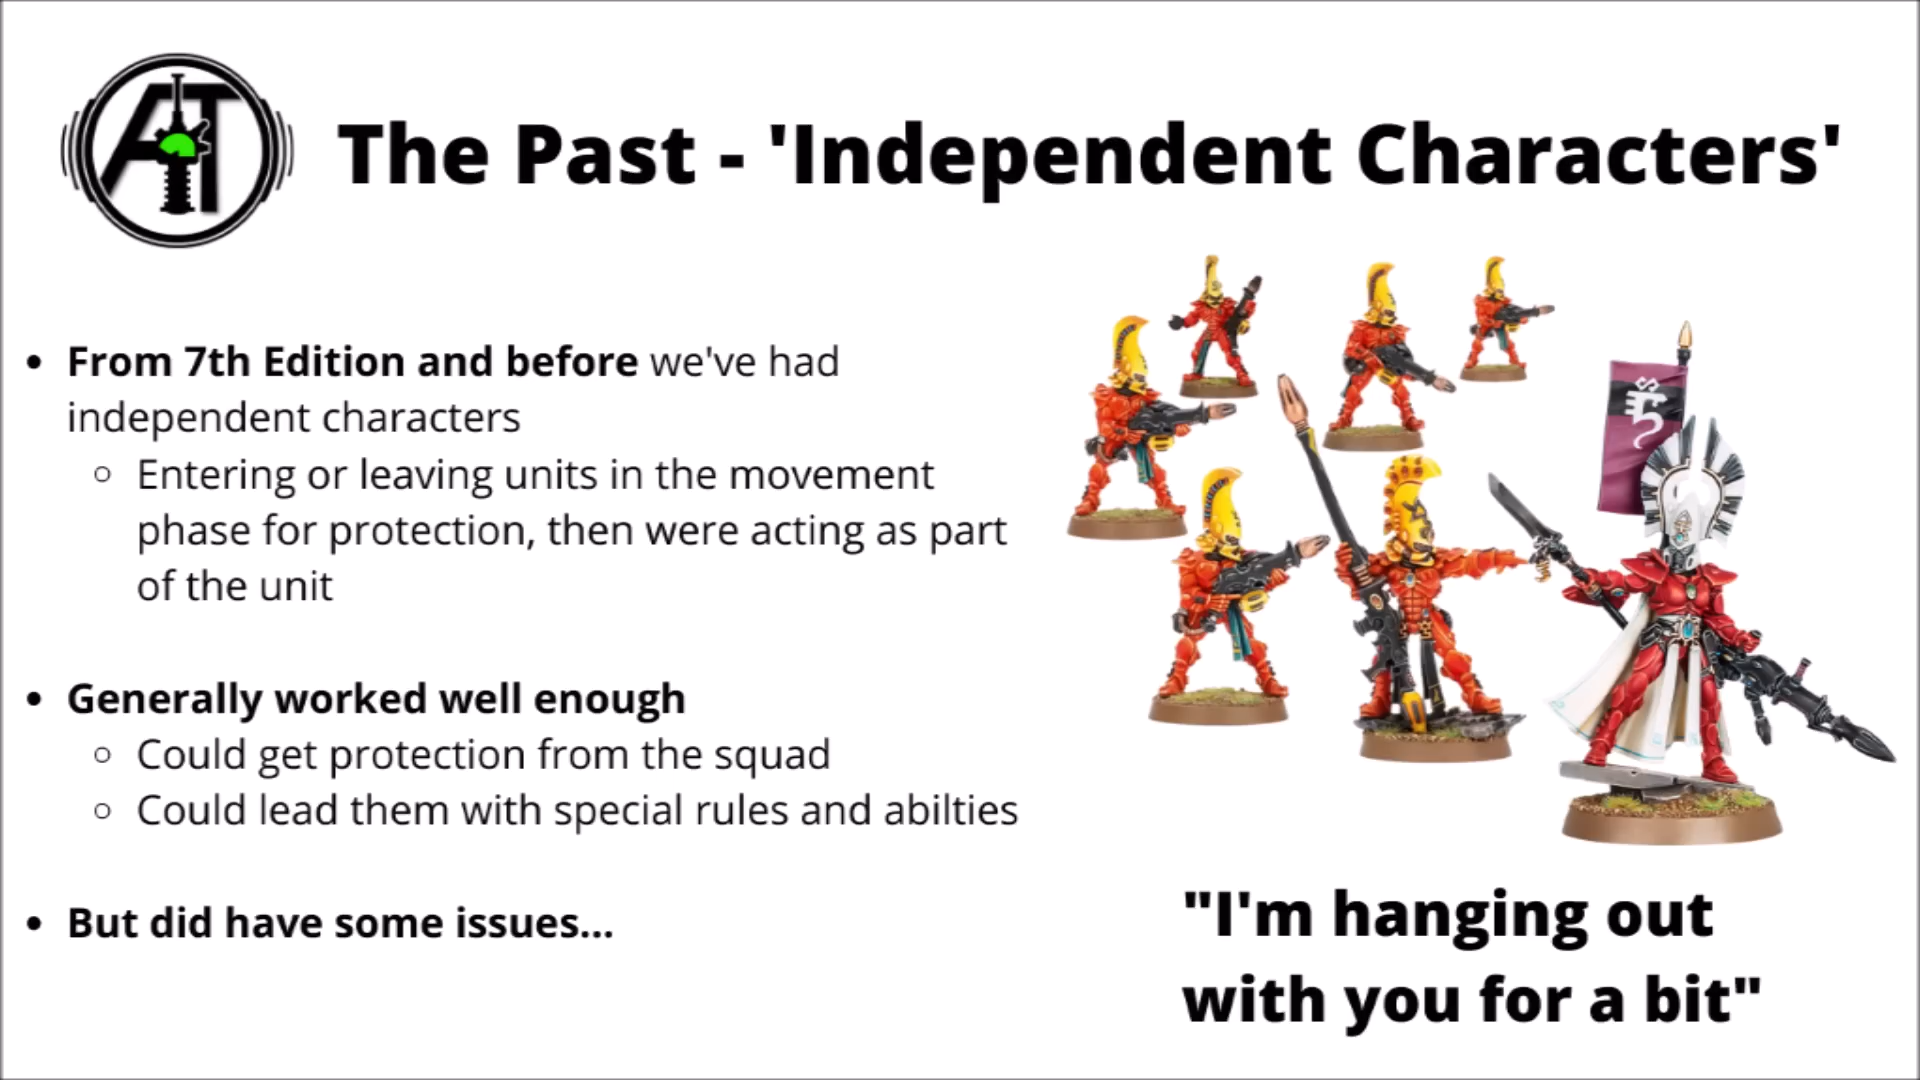 AT
The Past - 'Independent Characters'
• From 7th Edition and before we've had
independent characters
○ Entering or leaving units in the movement
phase for protection, then were acting as part
of the unit
• Generally worked well enough
○ Could get protection from the squad
○ Could lead them with special rules and abilties
• But did have some issues...
"I'm hanging out
with you for a bit"